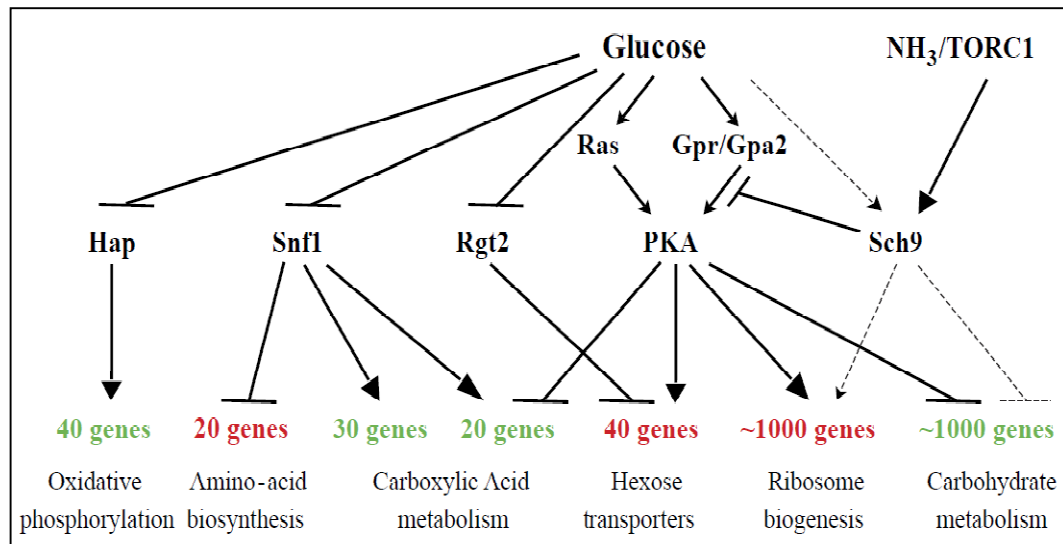 Glucose
NH3/TORC1
Ras
Gpr/Gpa2
Hap
Snf1
Rgt2
PKA
Sch9
40 genes
20 genes
30 genes
20 genes
40 genes
~1000 genes
~1000 genes
Oxidative
phosphorylation
Amino-acid
biosynthesis
Carboxylic Acid
metabolism
Hexose
transporters
Ribosome
biogenesis
Carbohydrate
metabolism